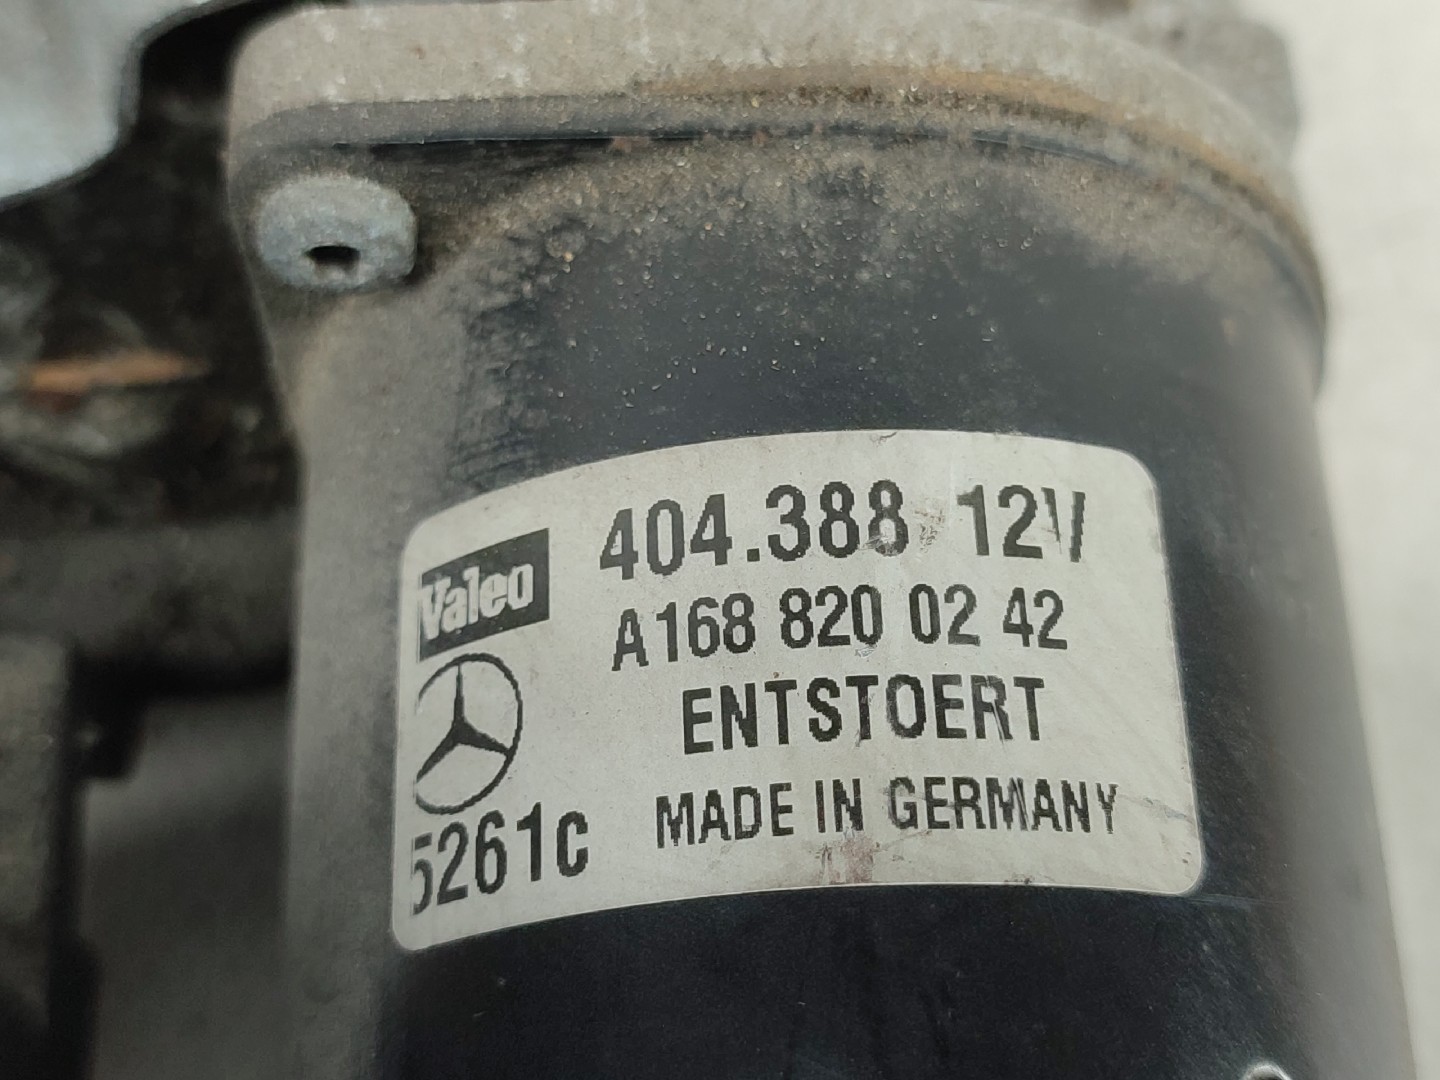 Valeo
404.388 12V
A168 820 02 42
ENTSTOERT
MADE IN GERMANY
5261c